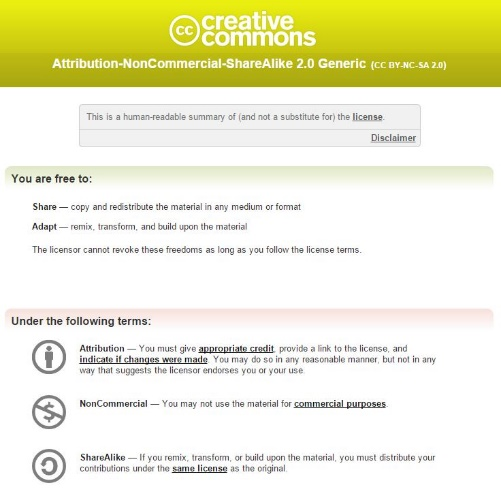 cc creative commons
Attribution-NonCommercial-ShareAlike 2.0 Generic (CC BY-NC-SA 2.0)
This is a human-readable summary of (and not a substitute for) the license.
Disclaimer
You are free to:
Share — copy and redistribute the material in any medium or format
Adapt — remix, transform, and build upon the material
The licensor cannot revoke these freedoms as long as you follow the license terms.
Under the following terms:
Attribution — You must give appropriate credit, provide a link to the license, and
indicate if changes were made. You may do so in any reasonable manner, but not in any
way that suggests the licensor endorses you or your use.
NonCommercial — You may not use the material for commercial purposes.
ShareAlike — If you remix, transform, or build upon the material, you must distribute your
contributions under the same license as the original.